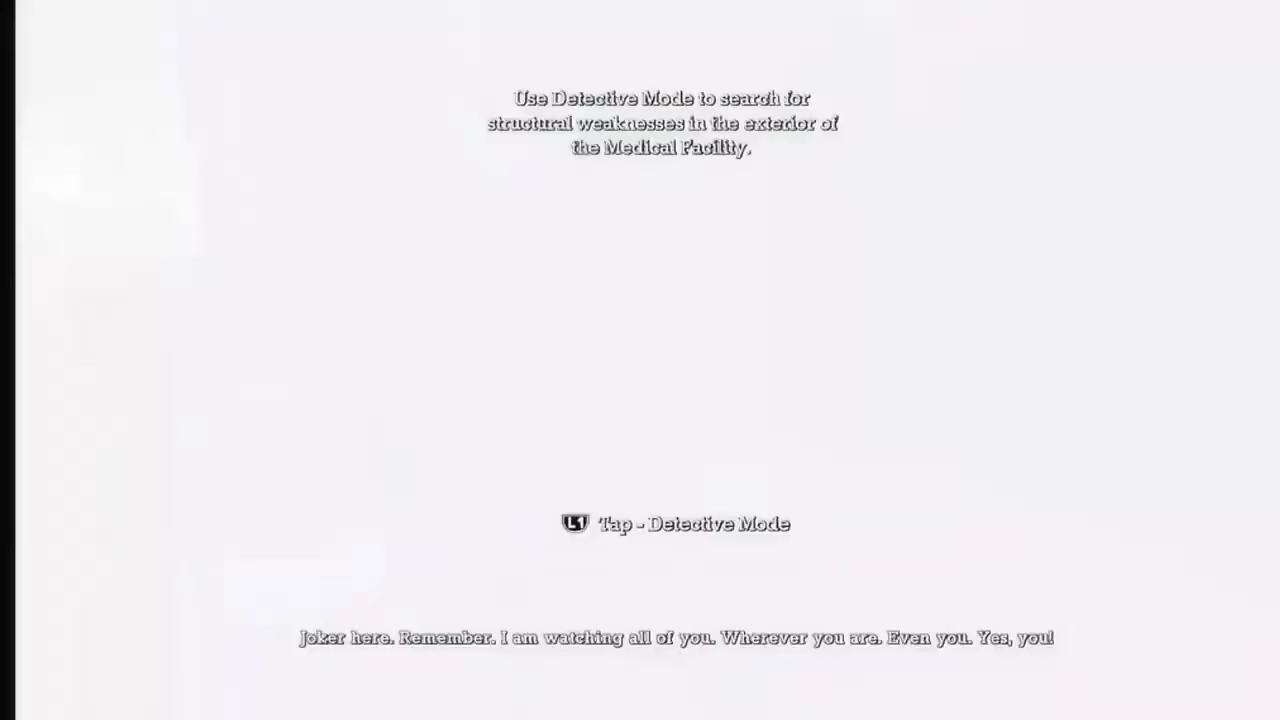 Use Detective Mode to search for
structural weaknesses in the exterior of
the Medical Facility.
L1 Tap - Detective Mode
Joker here. Remember. I am watching all of you. Wherever you are. Even you. Yes, you!